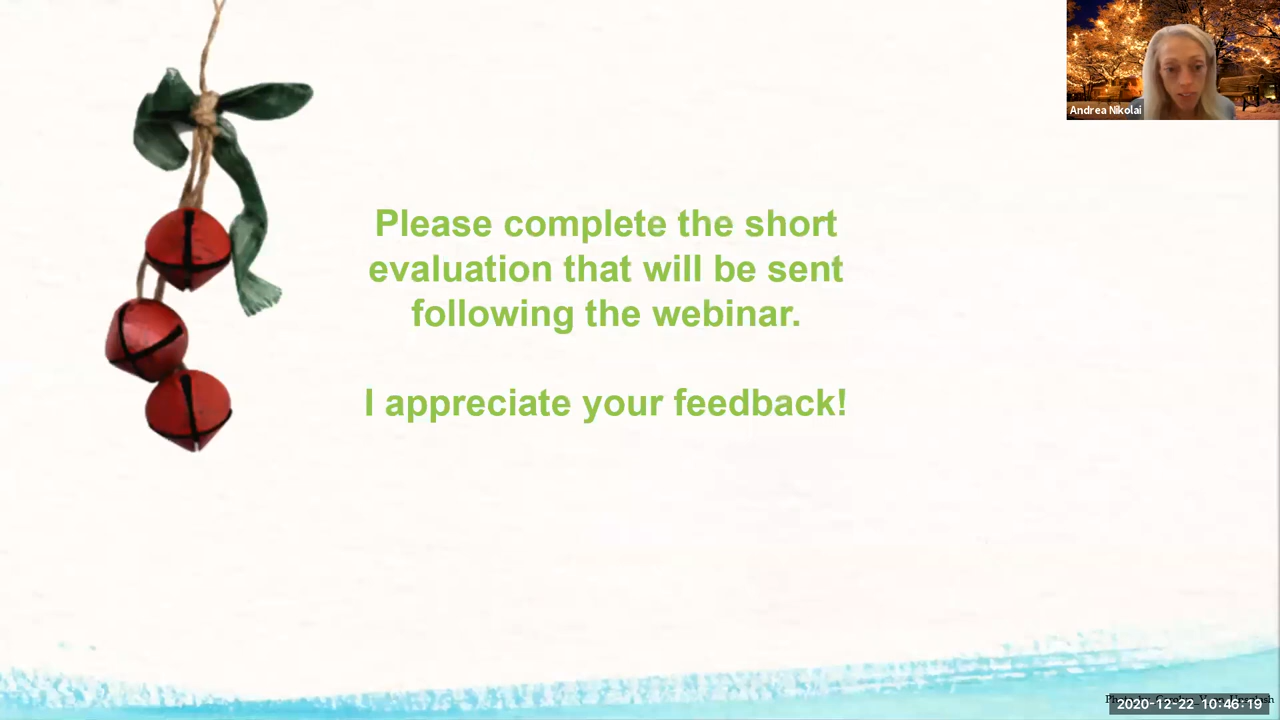 Andrea Nikolai
Please complete the short
evaluation that will be sent
following the webinar.
I appreciate your feedback!
2020-12-22 10:46:19